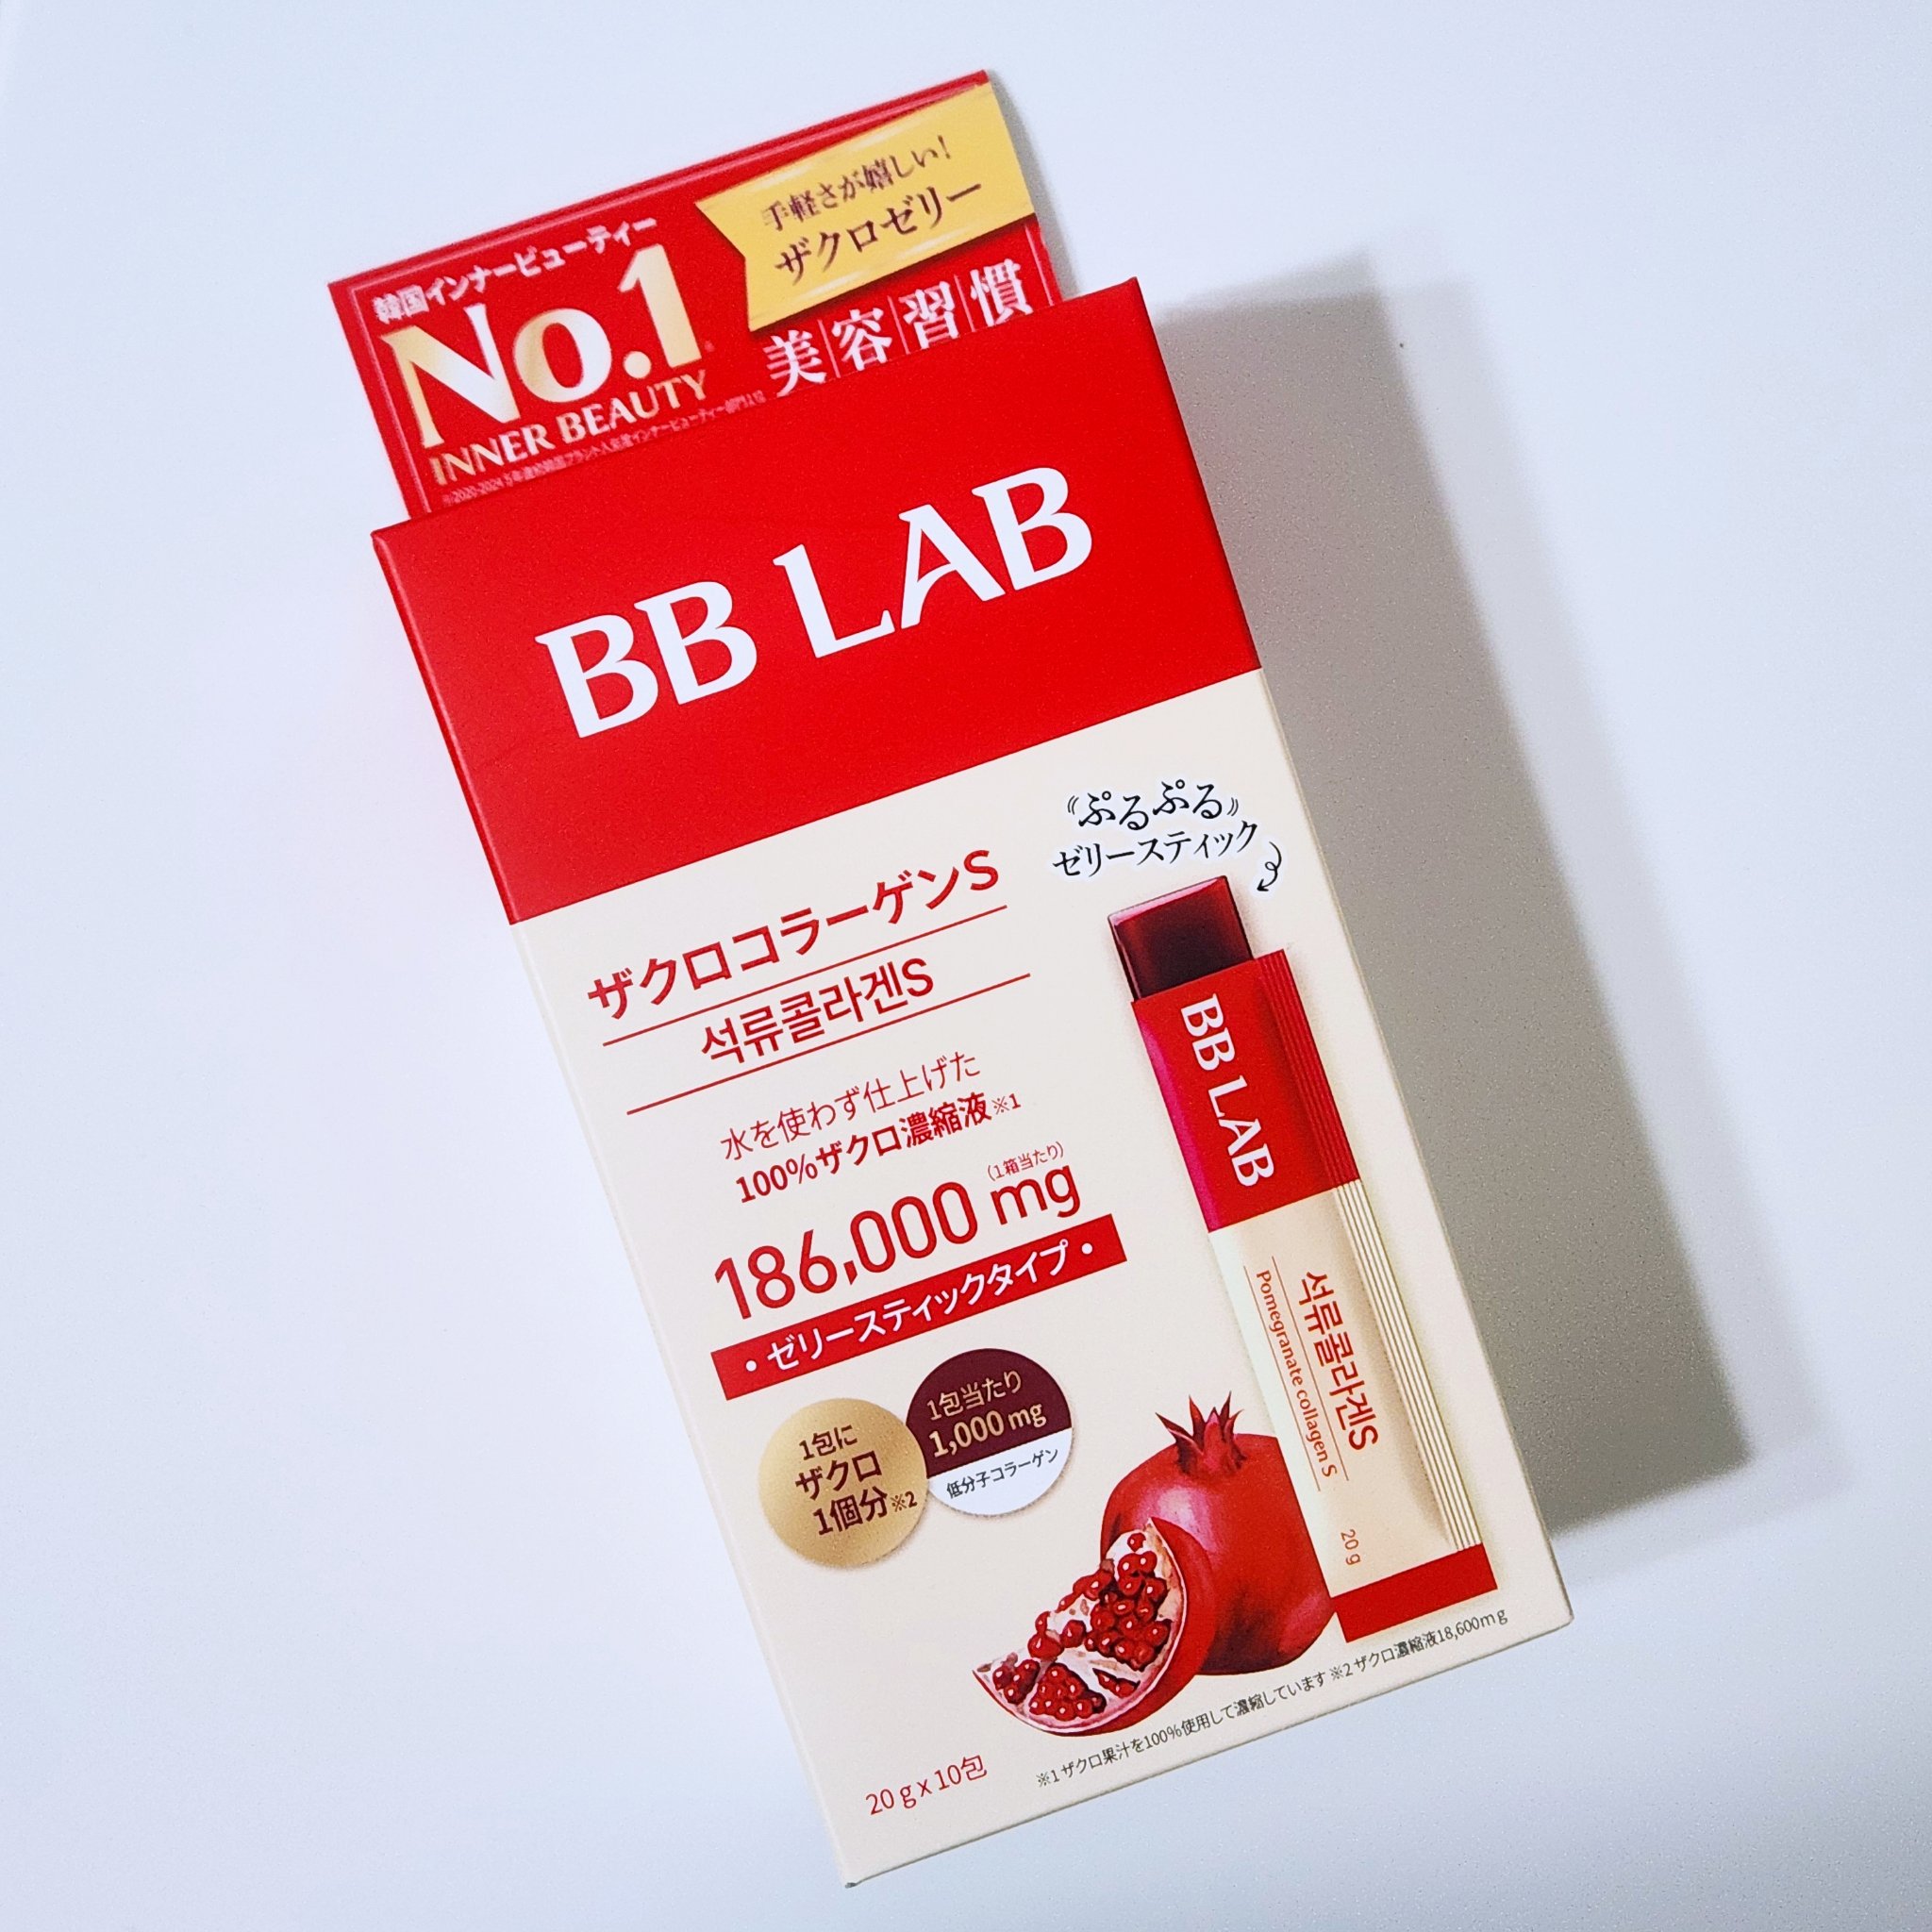 韓国インナービューティー
No.1
INNER BEAUTY
手軽さが嬉しい!
ザクロゼリー
美|容|習|慣
BB LAB
《ぷるぷる》
ゼリースティック
ザクロコラーゲンS
석류콜라겐S
水を使わず仕上げた
100%ザクロ濃縮液※1
(1箱当たり)
186,000 mg
・ゼリースティックタイプ・
1包に
ザクロ
1個分※2
1包当たり
1,000 mg
低分子コラーゲン
BB LAB
석류콜라겐S
Pomegranate collagen S
20 g
20 g x 10包
※1 ザクロ果汁を100%使用して濃縮しています ※2 ザクロ濃縮液18,600mg